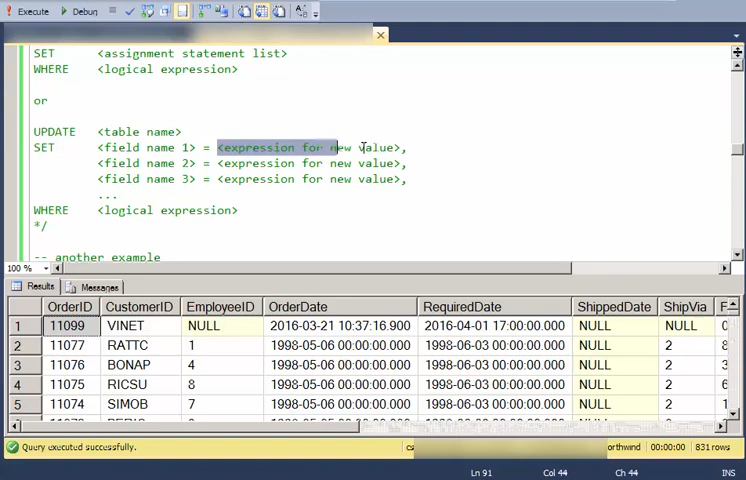 Execute Debug
SET <assignment statement list>
WHERE <logical expression>
or
UPDATE <table name>
SET <field name 1> = <expression for new value>,
<field name 2> = <expression for new value>,
<field name 3> = <expression for new value>,
...
WHERE <logical expression>
*/
-- another example
100 %
Results Messages
OrderID CustomerID EmployeeID OrderDate RequiredDate ShippedDate ShipVia F
1 11099 VINET NULL 2016-03-21 10:37:16.900 2016-04-01 17:00:00.000 NULL NULL 0
2 11077 RATTC 1 1998-05-06 00:00:00.000 1998-06-03 00:00:00.000 NULL 2 8
3 11076 BONAP 4 1998-05-06 00:00:00.000 1998-06-03 00:00:00.000 NULL 2 3
4 11075 RICSU 8 1998-05-06 00:00:00.000 1998-06-03 00:00:00.000 NULL 2 6
5 11074 SIMOB 7 1998-05-06 00:00:00.000 1998-06-03 00:00:00.000 NULL 2 1
Query executed successfully. cs northwind 00:00:00 831 rows
Ln 91 Col 44 Ch 44 INS